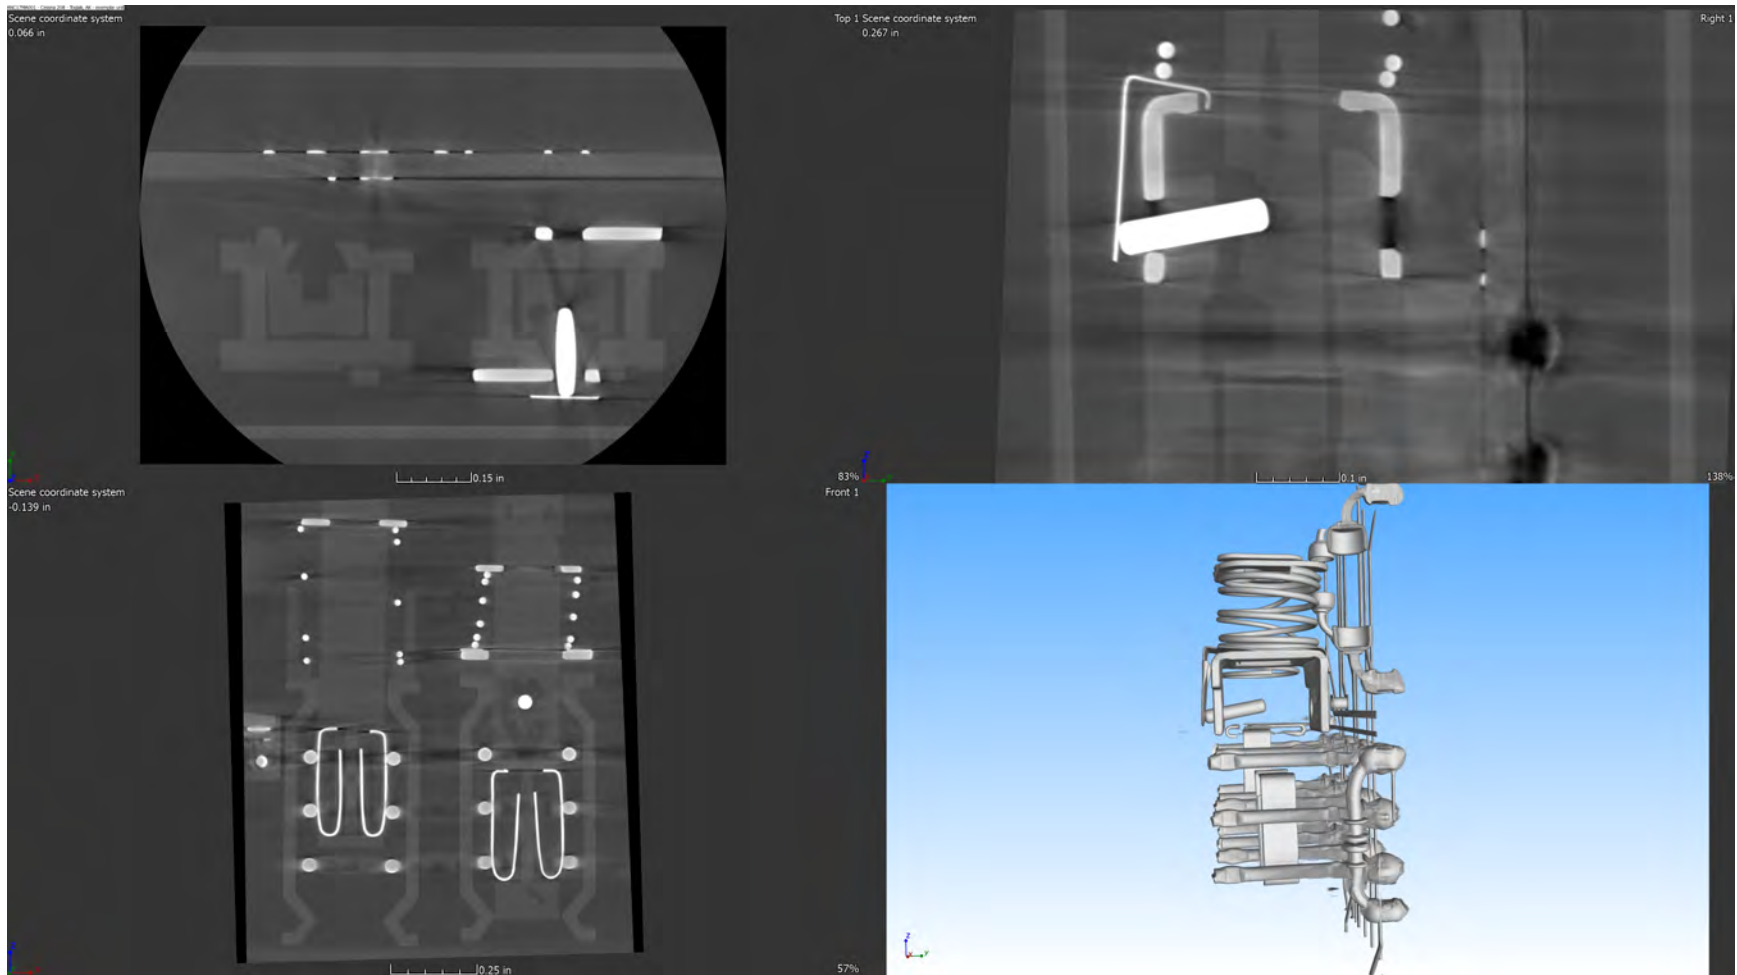 Scene coordinate system
0.066 in
Top 1
0.15 in
83%
Scene coordinate system
0.267 in
Right 1
0.1 in
138%
Scene coordinate system
-0.139 in
Front 1
0.25 in
57%